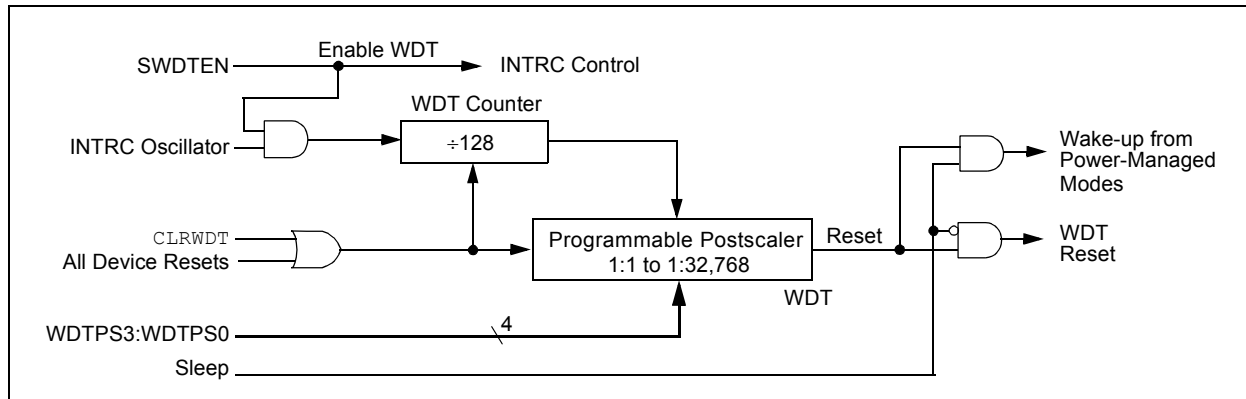 Enable WDT
SWDTEN
INTRC Control
WDT Counter
INTRC Oscillator
÷128
Wake-up from
Power-Managed
Modes
CLRWDT
All Device Resets
Programmable Postscaler
1:1 to 1:32,768
Reset
WDT
Reset
WDT
4
WDTPS3:WDTPS0
Sleep